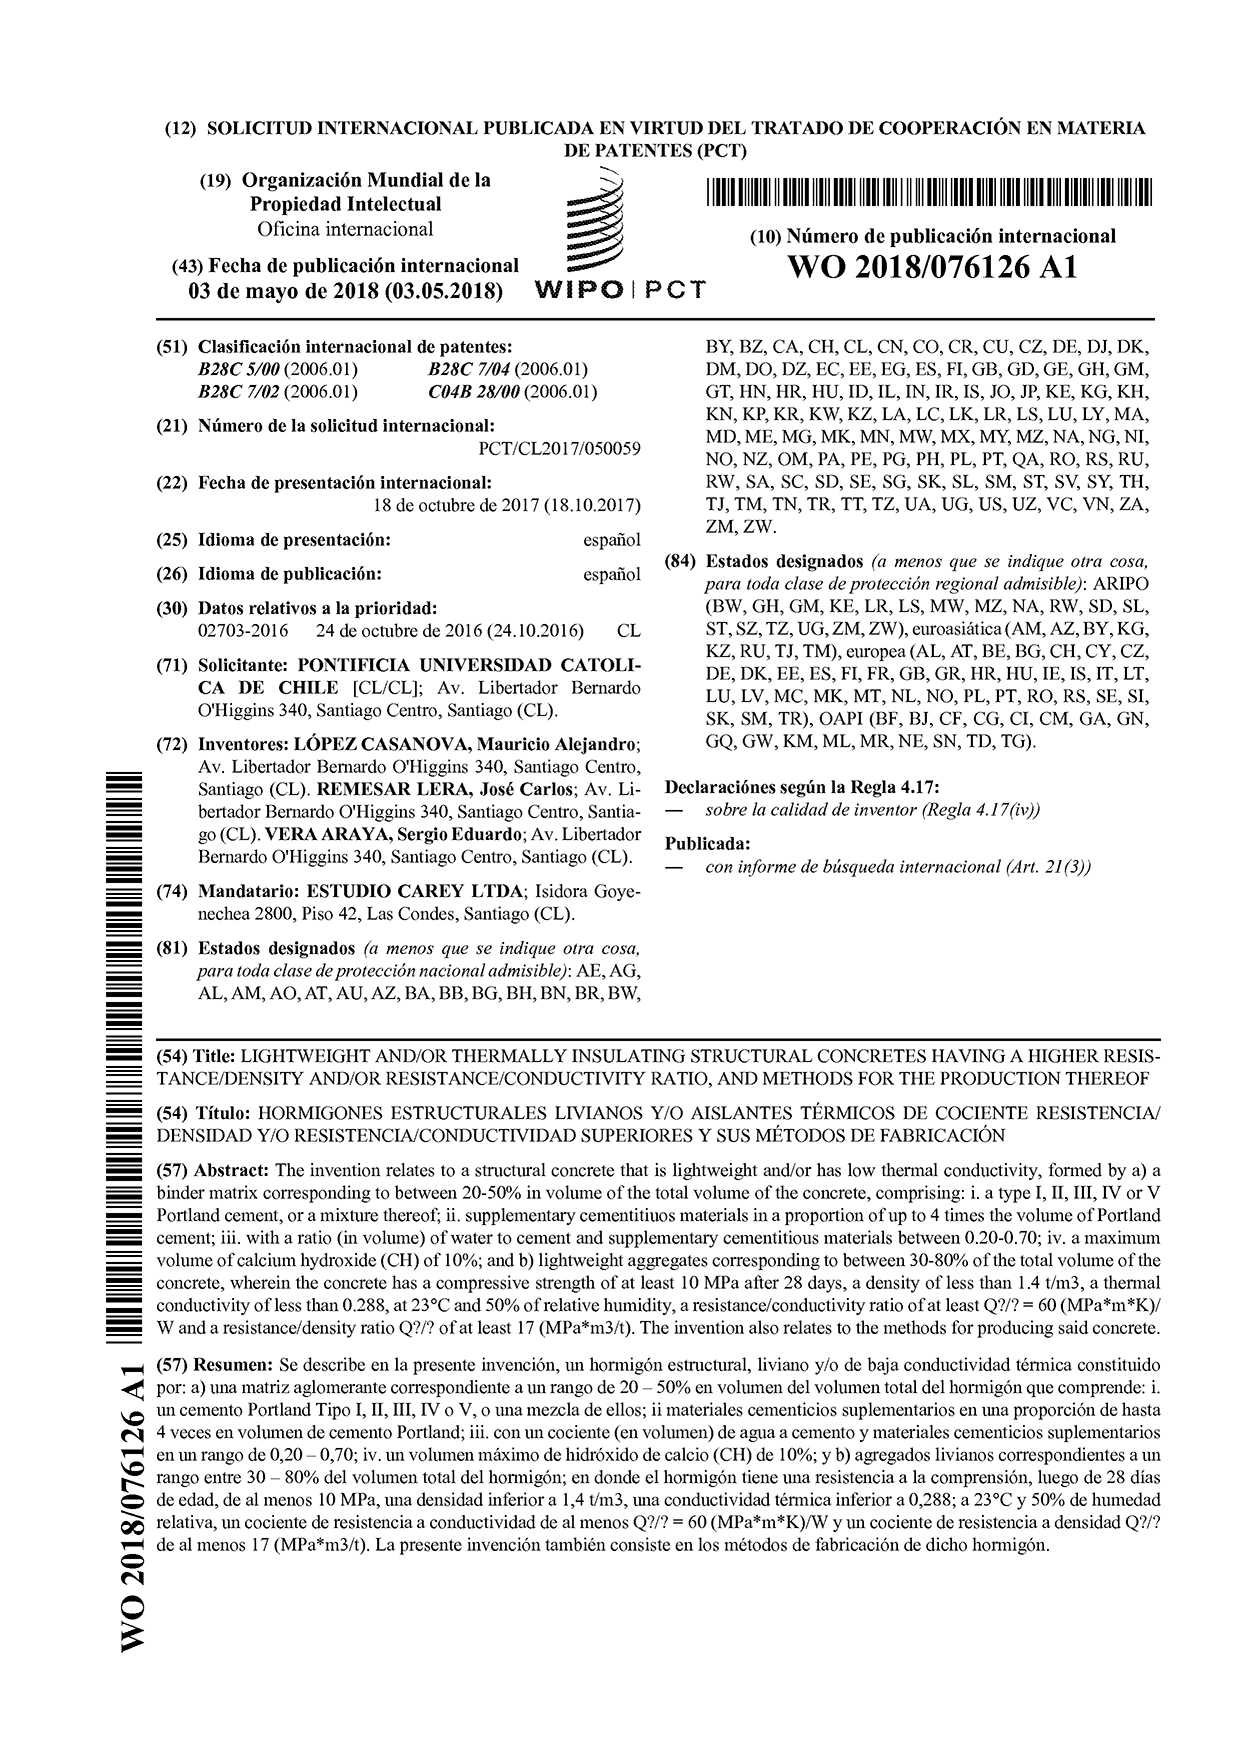 (12) SOLICITUD INTERNACIONAL PUBLICADA EN VIRTUD DEL TRATADO DE COOPERACIÓN EN MATERIA
DE PATENTES (PCT)
(19) Organización Mundial de la
Propiedad Intelectual
Oficina internacional
(43) Fecha de publicación internacional
03 de mayo de 2018 (03.05.2018)
WIPO | PCT
(10) Número de publicación internacional
WO 2018/076126 A1
(51) Clasificación internacional de patentes:
B28C 5/00 (2006.01) B28C 7/04 (2006.01)
B28C 7/02 (2006.01) C04B 28/00 (2006.01)
(21) Número de la solicitud internacional:
PCT/CL2017/050059
(22) Fecha de presentación internacional:
18 de octubre de 2017 (18.10.2017)
(25) Idioma de presentación: español
(26) Idioma de publicación: español
(30) Datos relativos a la prioridad:
02703-2016 24 de octubre de 2016 (24.10.2016) CL
(71) Solicitante: PONTIFICIA UNIVERSIDAD CATOLI-
CA DE CHILE [CL/CL]; Av. Libertador Bernardo
O'Higgins 340, Santiago Centro, Santiago (CL).
(72) Inventores: LÓPEZ CASANOVA, Mauricio Alejandro;
Av. Libertador Bernardo O'Higgins 340, Santiago Centro,
Santiago (CL). REMESAR LERA, José Carlos; Av. Li-
bertador Bernardo O'Higgins 340, Santiago Centro, Santia-
go (CL). VERA ARAYA, Sergio Eduardo; Av. Libertador
Bernardo O'Higgins 340, Santiago Centro, Santiago (CL).
(74) Mandatario: ESTUDIO CAREY LTDA; Isidora Goye-
nechea 2800, Piso 42, Las Condes, Santiago (CL).
(81) Estados designados (a menos que se indique otra cosa,
para toda clase de protección nacional admisible): AE, AG,
AL, AM, AO, AT, AU, AZ, BA, BB, BG, BH, BN, BR, BW,
BY, BZ, CA, CH, CL, CN, CO, CR, CU, CZ, DE, DJ, DK,
DM, DO, DZ, EC, EE, EG, ES, FI, GB, GD, GE, GH, GM,
GT, HN, HR, HU, ID, IL, IN, IR, IS, JO, JP, KE, KG, KH,
KN, KP, KR, KW, KZ, LA, LC, LK, LR, LS, LU, LY, MA,
MD, ME, MG, MK, MN, MW, MX, MY, MZ, NA, NG, NI,
NO, NZ, OM, PA, PE, PG, PH, PL, PT, QA, RO, RS, RU,
RW, SA, SC, SD, SE, SG, SK, SL, SM, ST, SV, SY, TH,
TJ, TM, TN, TR, TT, TZ, UA, UG, US, UZ, VC, VN, ZA,
ZM, ZW.
(84) Estados designados (a menos que se indique otra cosa,
para toda clase de protección regional admisible): ARIPO
(BW, GH, GM, KE, LR, LS, MW, MZ, NA, RW, SD, SL,
ST, SZ, TZ, UG, ZM, ZW), euroasiática (AM, AZ, BY, KG,
KZ, RU, TJ, TM), europea (AL, AT, BE, BG, CH, CY, CZ,
DE, DK, EE, ES, FI, FR, GB, GR, HR, HU, IE, IS, IT, LT,
LU, LV, MC, MK, MT, NL, NO, PL, PT, RO, RS, SE, SI,
SK, SM, TR), OAPI (BF, BJ, CF, CG, CI, CM, GA, GN,
GQ, GW, KM, ML, MR, NE, SN, TD, TG).
Declaraciónes según la Regla 4.17:
— sobre la calidad de inventor (Regla 4.17(iv))
Publicada:
— con informe de búsqueda internacional (Art. 21(3))
(54) Title: LIGHTWEIGHT AND/OR THERMALLY INSULATING STRUCTURAL CONCRETES HAVING A HIGHER RESIS-
TANCE/DENSITY AND/OR RESISTANCE/CONDUCTIVITY RATIO, AND METHODS FOR THE PRODUCTION THEREOF
(54) Título: HORMIGONES ESTRUCTURALES LIVIANOS Y/O AISLANTES TÉRMICOS DE COCIENTE RESISTENCIA/
DENSIDAD Y/O RESISTENCIA/CONDUCTIVIDAD SUPERIORES Y SUS MÉTODOS DE FABRICACIÓN
(57) Abstract: The invention relates to a structural concrete that is lightweight and/or has low thermal conductivity, formed by a) a
binder matrix corresponding to between 20-50% in volume of the total volume of the concrete, comprising: i. a type I, II, III, IV or V
Portland cement, or a mixture thereof; ii. supplementary cementitiuos materials in a proportion of up to 4 times the volume of Portland
cement; iii. with a ratio (in volume) of water to cement and supplementary cementitious materials between 0.20-0.70; iv. a maximum
volume of calcium hydroxide (CH) of 10%; and b) lightweight aggregates corresponding to between 30-80% of the total volume of the
concrete, wherein the concrete has a compressive strength of at least 10 MPa after 28 days, a density of less than 1.4 t/m3, a thermal
conductivity of less than 0.288, at 23°C and 50% of relative humidity, a resistance/conductivity ratio of at least Q?/? = 60 (MPa*m*K)/
W and a resistance/density ratio Q?/? of at least 17 (MPa*m3/t). The invention also relates to the methods for producing said concrete.
(57) Resumen: Se describe en la presente invención, un hormigón estructural, liviano y/o de baja conductividad térmica constituido
por: a) una matriz aglomerante correspondiente a un rango de 20 – 50% en volumen del volumen total del hormigón que comprende: i.
un cemento Portland Tipo I, II, III, IV o V, o una mezcla de ellos; ii materiales cementicios suplementarios en una proporción de hasta
4 veces en volumen de cemento Portland; iii. con un cociente (en volumen) de agua a cemento y materiales cementicios suplementarios
en un rango de 0,20 – 0,70; iv. un volumen máximo de hidróxido de calcio (CH) de 10%; y b) agregados livianos correspondientes a un
rango entre 30 – 80% del volumen total del hormigón; en donde el hormigón tiene una resistencia a la comprensión, luego de 28 días
de edad, de al menos 10 MPa, una densidad inferior a 1,4 t/m3, una conductividad térmica inferior a 0,288; a 23°C y 50% de humedad
relativa, un cociente de resistencia a conductividad de al menos Q?/? = 60 (MPa*m*K)/W y un cociente de resistencia a densidad Q?/?
de al menos 17 (MPa*m3/t). La presente invención también consiste en los métodos de fabricación de dicho hormigón.
WO 2018/076126 A1